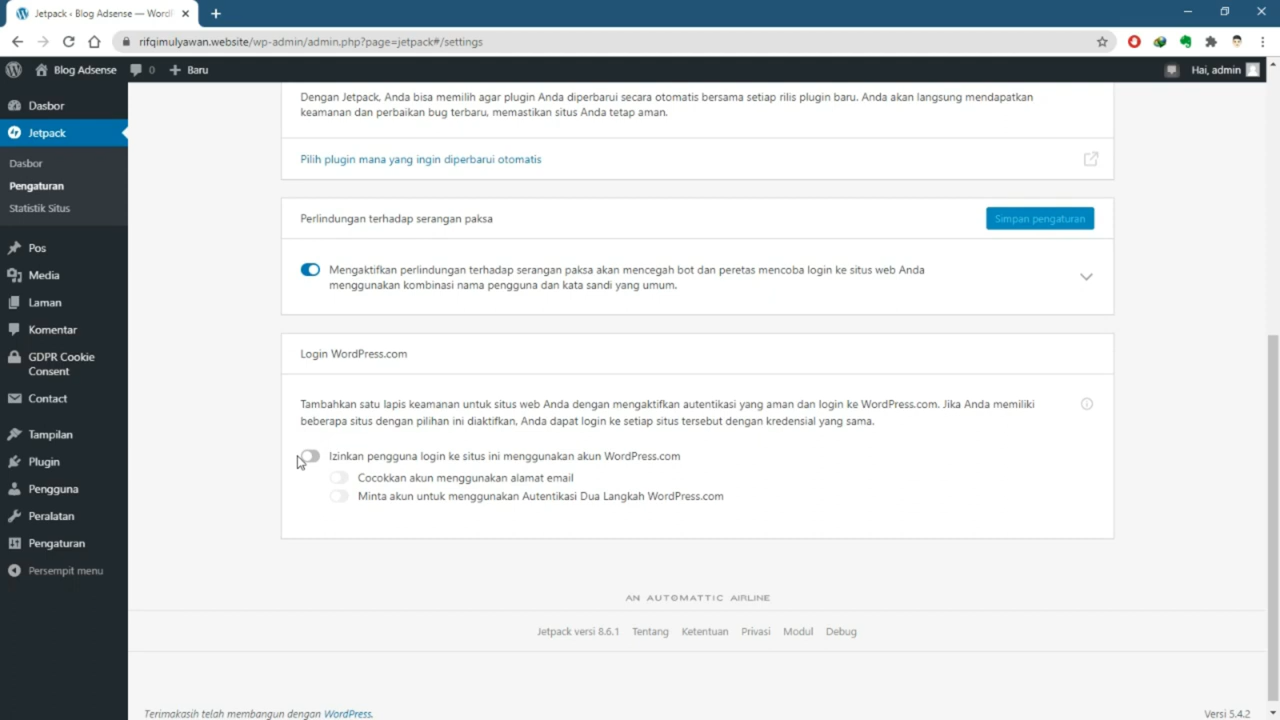 Jetpack ‹ Blog Adsense — WordP
rifqimulyawan.website/wp-admin/admin.php?page=jetpack#/settings
Blog Adsense
0
Baru
Hai, admin
Dasbor
Jetpack
Dasbor
Pengaturan
Statistik Situs
Pos
Media
Laman
Komentar
GDPR Cookie
Consent
Contact
Tampilan
Plugin
Pengguna
Peralatan
Pengaturan
Persempit menu
Dengan Jetpack, Anda bisa memilih agar plugin Anda diperbarui secara otomatis bersama setiap rilis plugin baru. Anda akan langsung mendapatkan
keamanan dan perbaikan bug terbaru, memastikan situs Anda tetap aman.
Pilih plugin mana yang ingin diperbarui otomatis
Perlindungan terhadap serangan paksa
Simpan pengaturan
Mengaktifkan perlindungan terhadap serangan paksa akan mencegah bot dan peretas mencoba login ke situs web Anda
menggunakan kombinasi nama pengguna dan kata sandi yang umum.
Login WordPress.com
Tambahkan satu lapis keamanan untuk situs web Anda dengan mengaktifkan autentikasi yang aman dan login ke WordPress.com. Jika Anda memiliki
beberapa situs dengan pilihan ini diaktifkan, Anda dapat login ke setiap situs tersebut dengan kredensial yang sama.
Izinkan pengguna login ke situs ini menggunakan akun WordPress.com
Cocokkan akun menggunakan alamat email
Minta akun untuk menggunakan Autentikasi Dua Langkah WordPress.com
AN AUTOMATTIC AIRLINE
Jetpack versi 8.6.1
Tentang
Ketentuan
Privasi
Modul
Debug
Terimakasih telah membangun dengan WordPress.
Versi 5.4.2